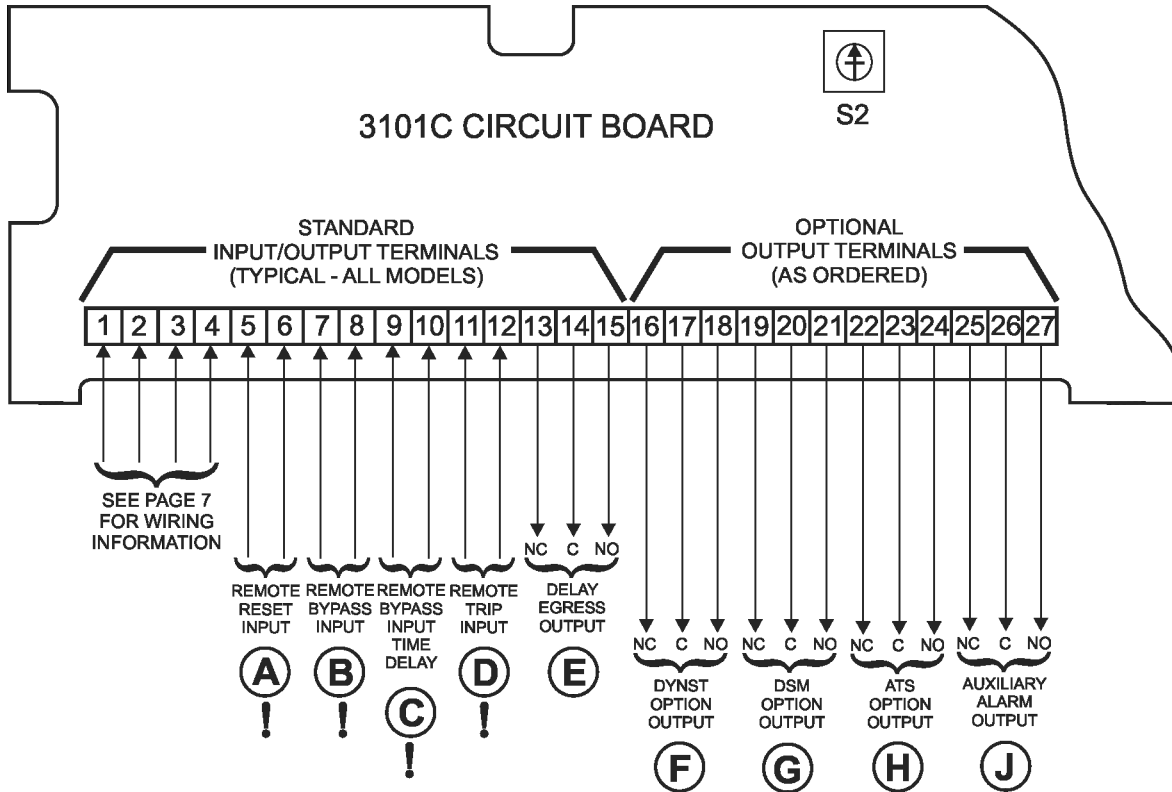 S2
3101C CIRCUIT BOARD
STANDARD
INPUT/OUTPUT TERMINALS
(TYPICAL - ALL MODELS)
OPTIONAL
OUTPUT TERMINALS
(AS ORDERED)
1 2 3 4 5 6 7 8 9 10 11 12 13 14 15 16 17 18 19 20 21 22 23 24 25 26 27
SEE PAGE 7
FOR WIRING
INFORMATION
REMOTE
RESET
INPUT
A
!
REMOTE
BYPASS
INPUT
B
!
REMOTE
BYPASS
INPUT
TIME
DELAY
C
!
REMOTE
TRIP
INPUT
D
!
NC C NO
DELAY
EGRESS
OUTPUT
E
NC C NO
DYNST
OPTION
OUTPUT
F
NC C NO
DSM
OPTION
OUTPUT
G
NC C NO
ATS
OPTION
OUTPUT
H
NC C NO
AUXILIARY
ALARM
OUTPUT
J